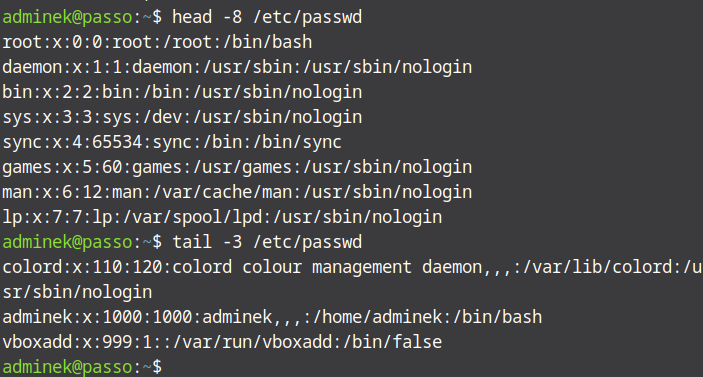 adminek@passo:~$ head -8 /etc/passwd
root:x:0:0:root:/root:/bin/bash
daemon:x:1:1:daemon:/usr/sbin:/usr/sbin/nologin
bin:x:2:2:bin:/bin:/usr/sbin/nologin
sys:x:3:3:sys:/dev:/usr/sbin/nologin
sync:x:4:65534:sync:/bin:/bin/sync
games:x:5:60:games:/usr/games:/usr/sbin/nologin
man:x:6:12:man:/var/cache/man:/usr/sbin/nologin
lp:x:7:7:lp:/var/spool/lpd:/usr/sbin/nologin
adminek@passo:~$ tail -3 /etc/passwd
colord:x:110:120:colord colour management daemon,,,:/var/lib/colord:/u
sr/sbin/nologin
adminek:x:1000:1000:adminek,,,:/home/adminek:/bin/bash
vboxadd:x:999:1::/var/run/vboxadd:/bin/false
adminek@passo:~$